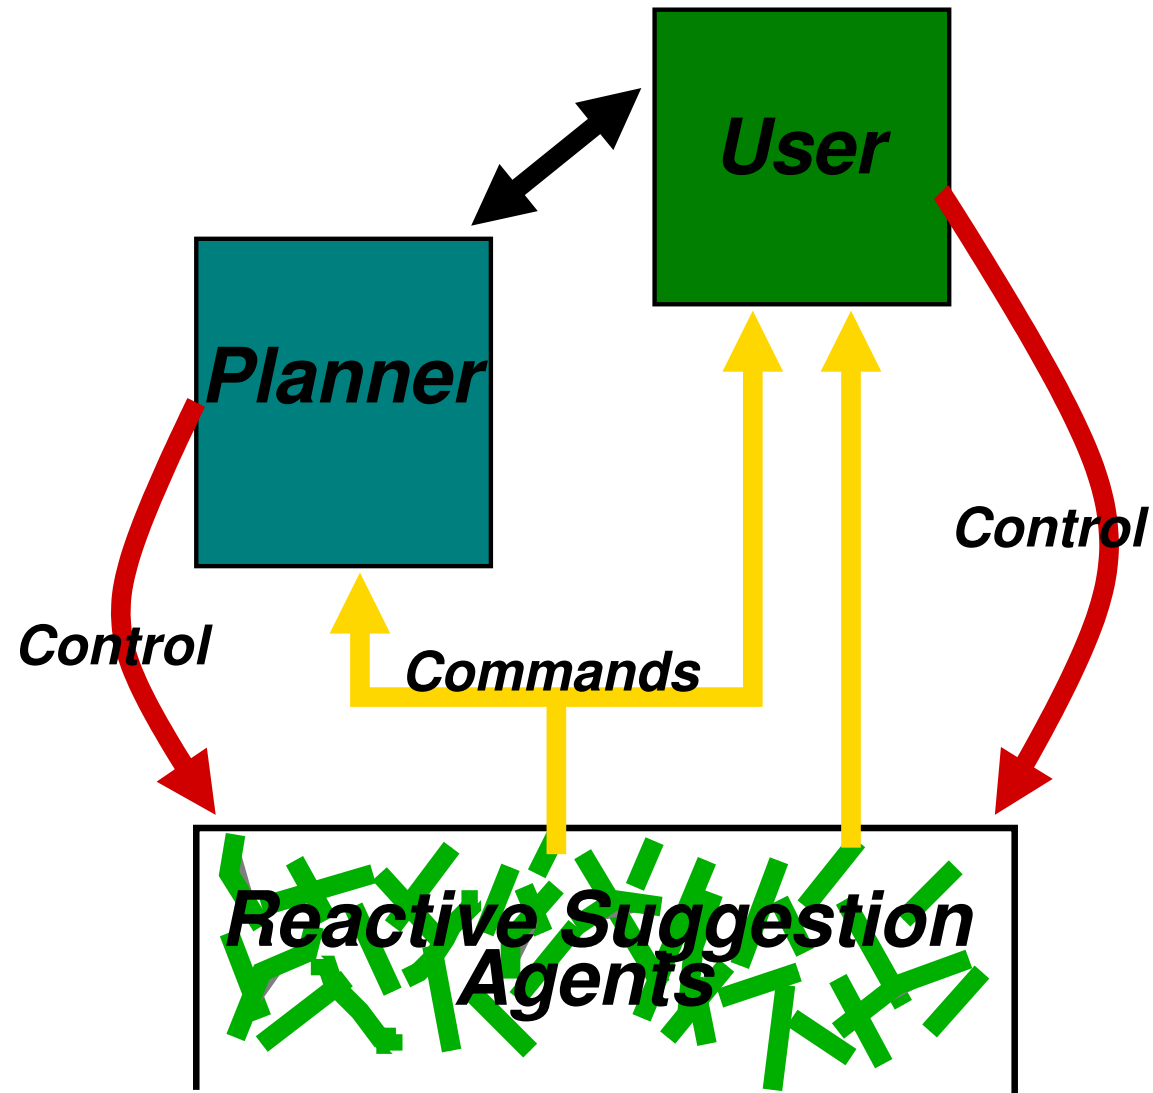 User
Planner
Control
Control
Commands
Reactive Suggestion
Agents